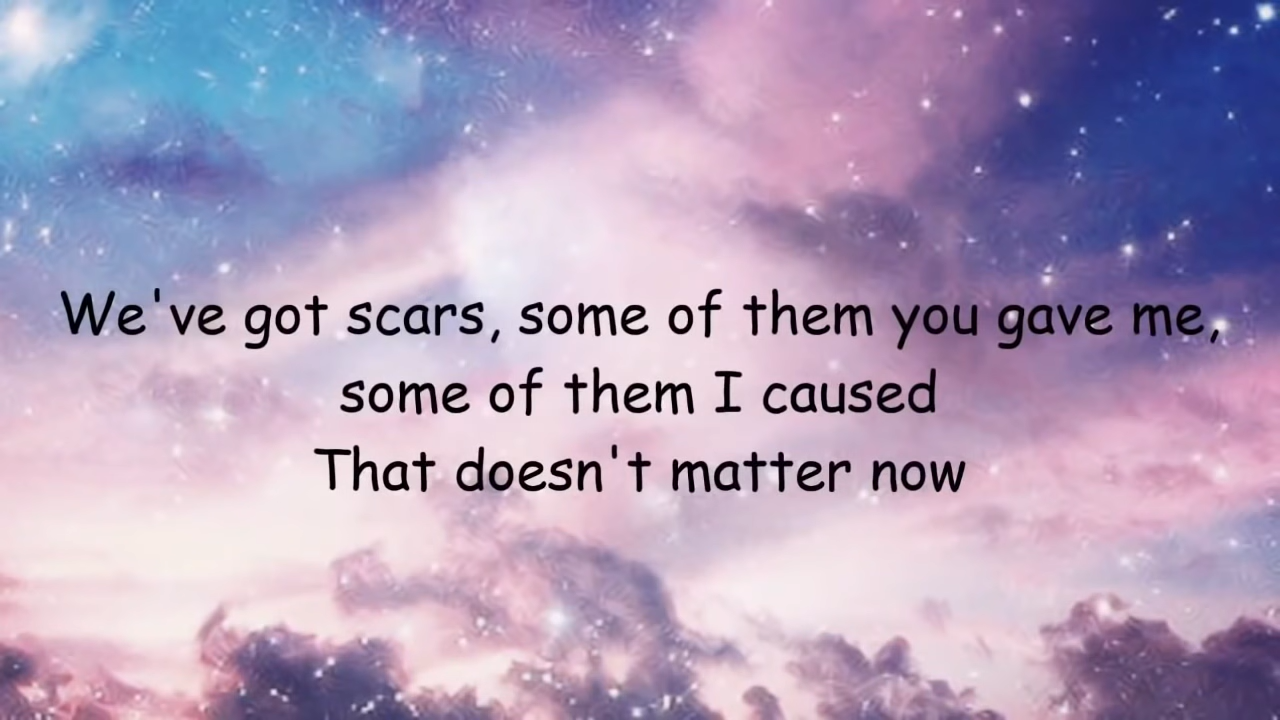 We've got scars, some of them you gave me,
some of them I caused
That doesn't matter now